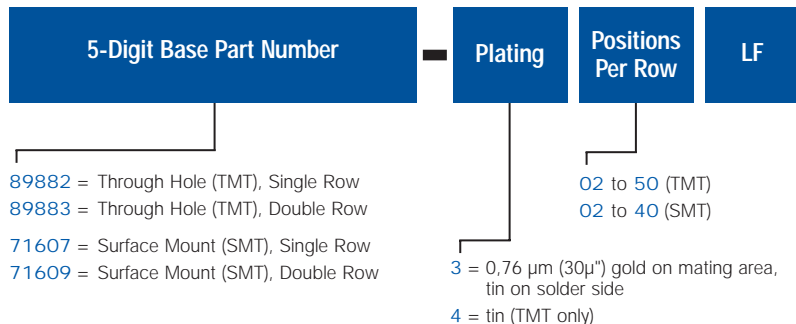 5-Digit Base Part Number
-
Plating
Positions
Per Row
LF
89882 = Through Hole (TMT), Single Row
89883 = Through Hole (TMT), Double Row
71607 = Surface Mount (SMT), Single Row
71609 = Surface Mount (SMT), Double Row
3 = 0,76 µm (30µ") gold on mating area,
tin on solder side
4 = tin (TMT only)
02 to 50 (TMT)
02 to 40 (SMT)